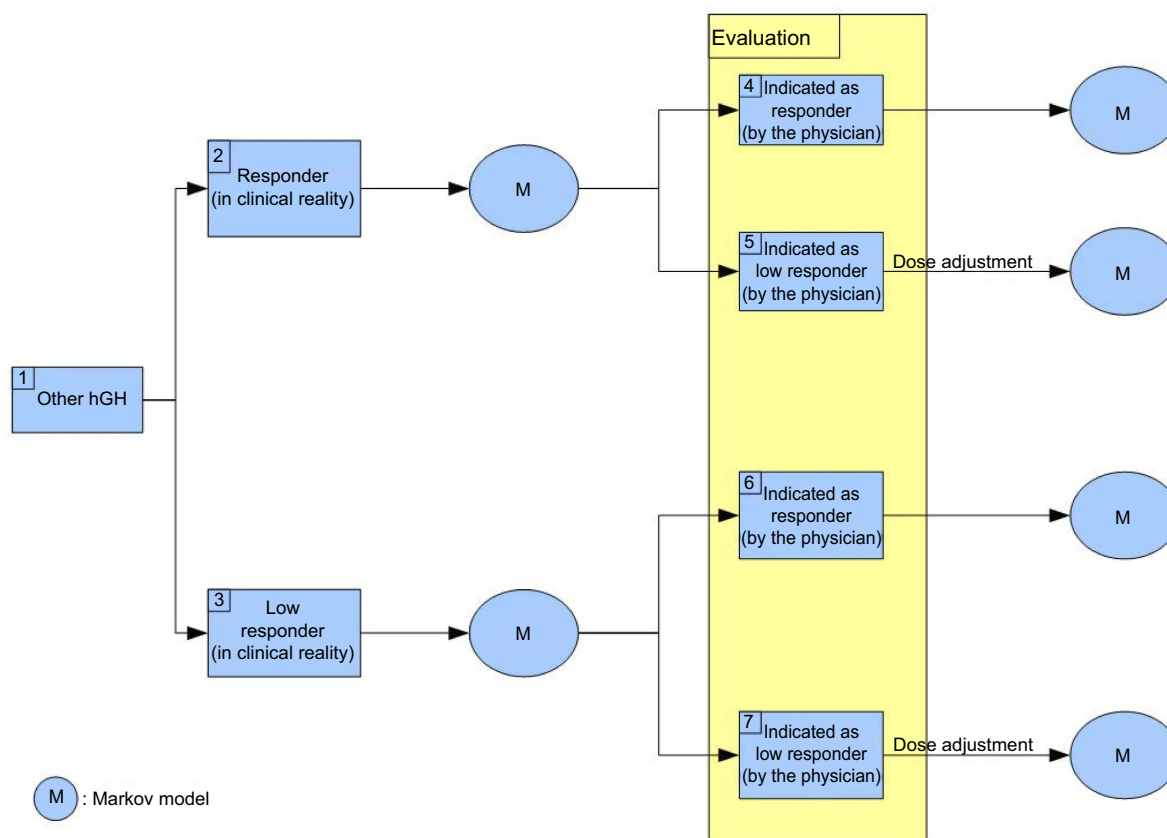 Evaluation
4
Indicated as
responder
(by the physician)
M
2
Responder
(in clinical reality)
M
5
Indicated as
low responder
(by the physician)
Dose adjustment
M
1
Other hGH
6
Indicated as
responder
(by the physician)
M
3
Low
responder
(in clinical reality)
M
7
Indicated as
low responder
(by the physician)
Dose adjustment
M
M : Markov model